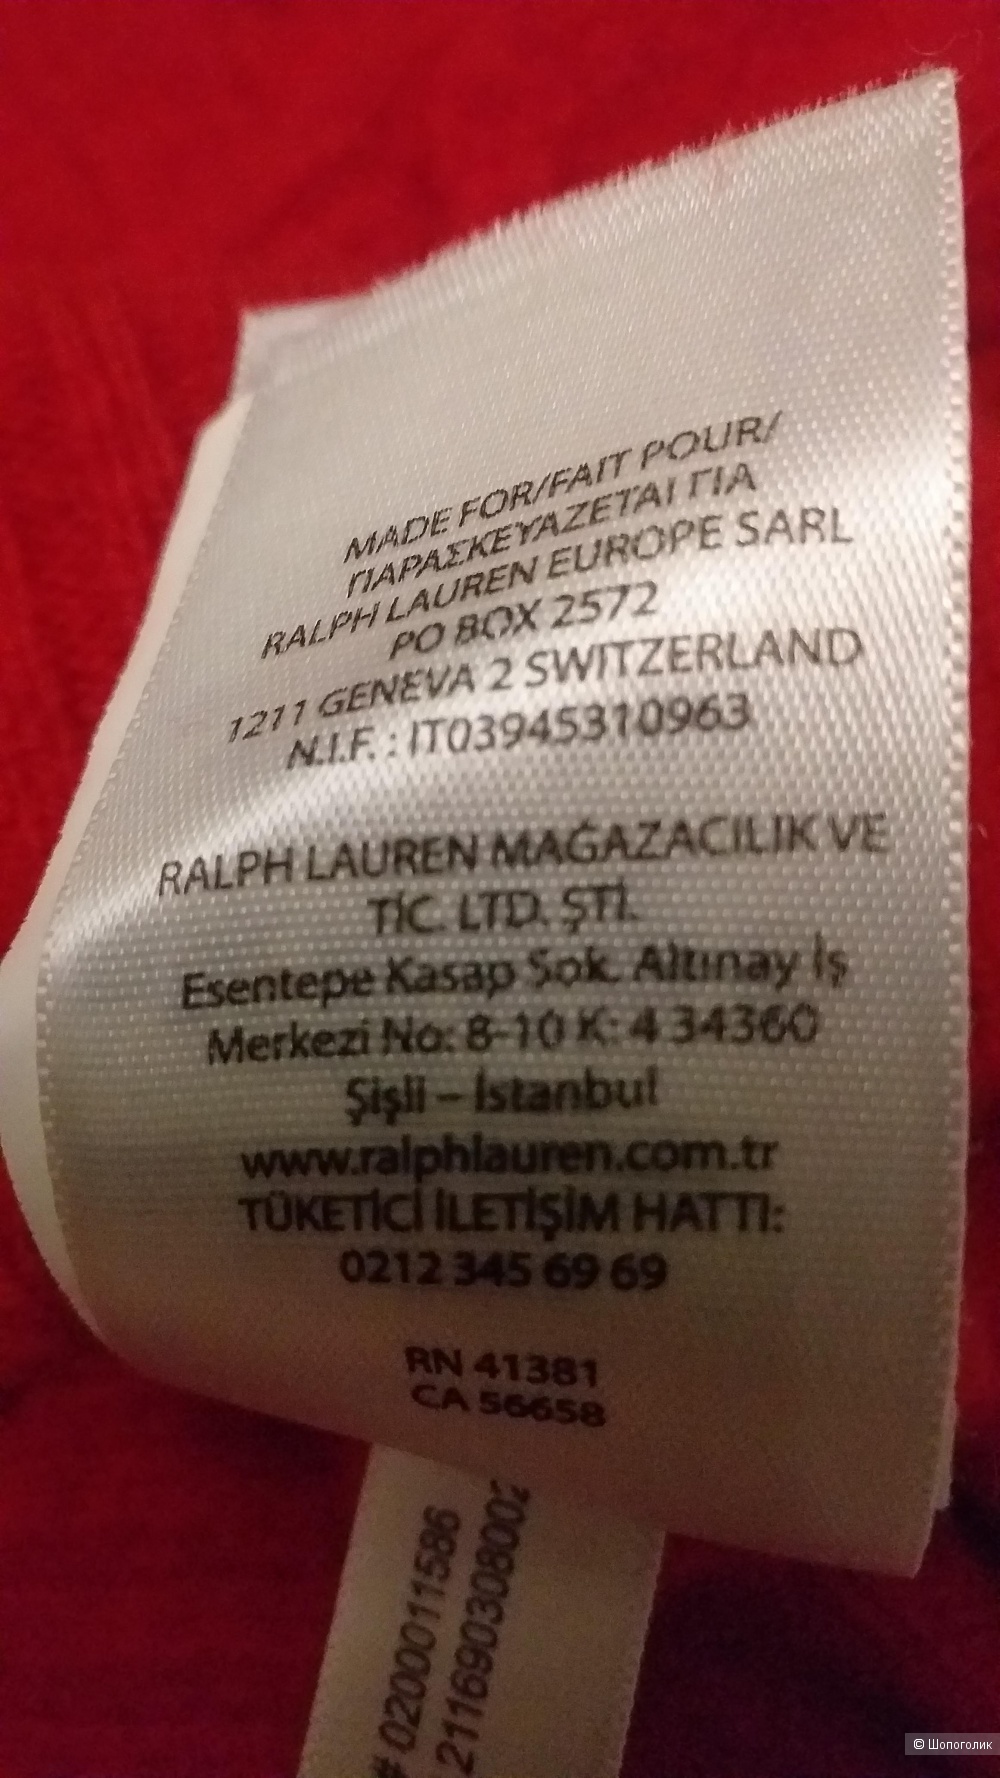 MADE FOR/FAIT POUR/
ΠΑΡΑΣΚΕΥΑΖΕΤΑΙ ΓΙΑ
RALPH LAUREN EUROPE SARL
PO BOX 2572
1211 GENEVA 2 SWITZERLAND
N.I.F. : IT03945310963
RALPH LAUREN MAĞAZACILIK VE
TİC. LTD. ŞTİ.
Esentepe Kasap Sok. Altınay İş
Merkezi No: 8-10 K: 4 34360
Şişli – İstanbul
www.ralphlauren.com.tr
TÜKETİCİ İLETİŞİM HATTI:
0212 345 69 69
RN 41381
CA 56658
# 0200011586
211690308002
© Шопоголик